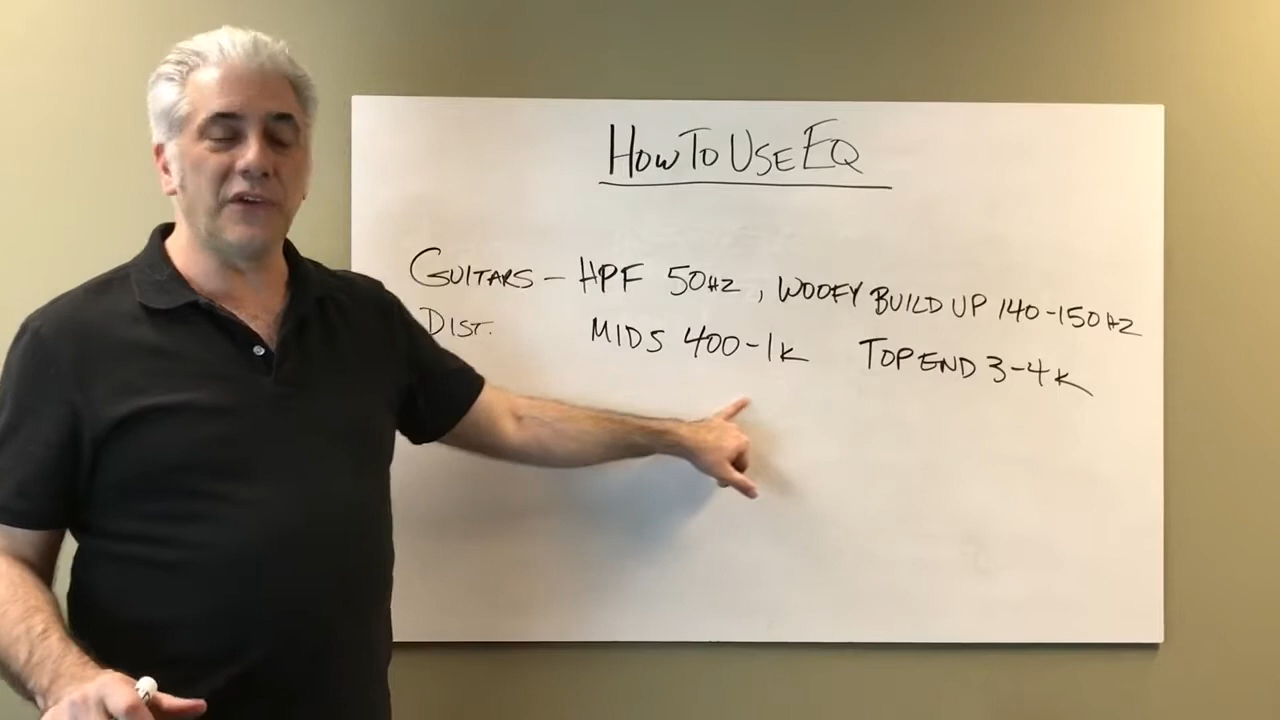 HOW TO USE EQ
GUITARS - HPF 50HZ, WOOFY BUILD UP 140-150HZ
DIST. MIDS 400-1K TOP END 3-4K